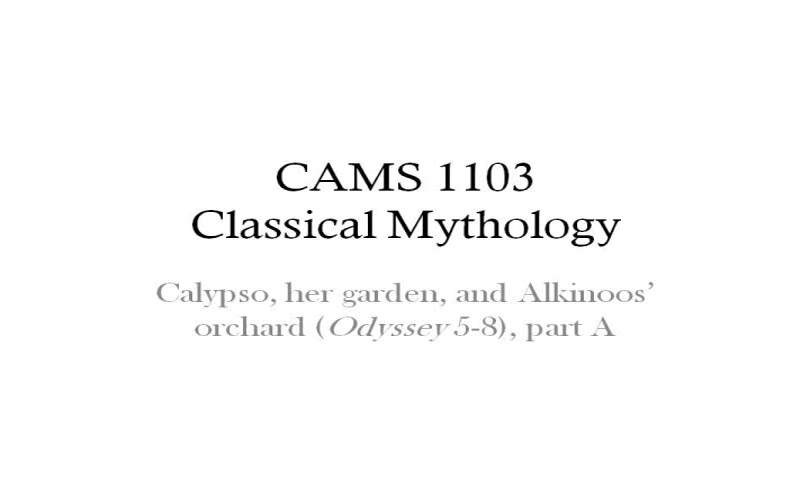 CAMS 1103
Classical Mythology
Calypso, her garden, and Alkinoos’
orchard (Odyssey 5-8), part A